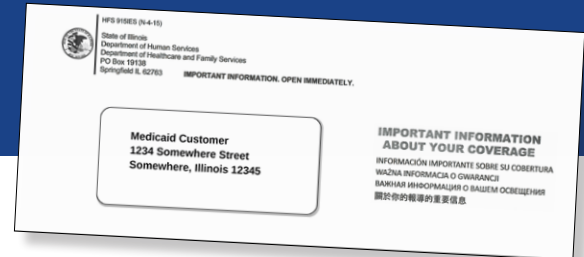 HFS 915IES (N-4-15)
State of Illinois
Department of Human Services
Department of Healthcare and Family Services
PO Box 19138
Springfield IL 62763
IMPORTANT INFORMATION. OPEN IMMEDIATELY.
Medicaid Customer
1234 Somewhere Street
Somewhere, Illinois 12345
IMPORTANT INFORMATION
ABOUT YOUR COVERAGE
INFORMACIÓN IMPORTANTE SOBRE SU COBERTURA
WAŻNA INFORMACJA O GWARANCJI
ВАЖНАЯ ИНФОРМАЦИЯ О ВАШЕМ ОСВЕЩЕНИЯ
關於你的報導的重要信息